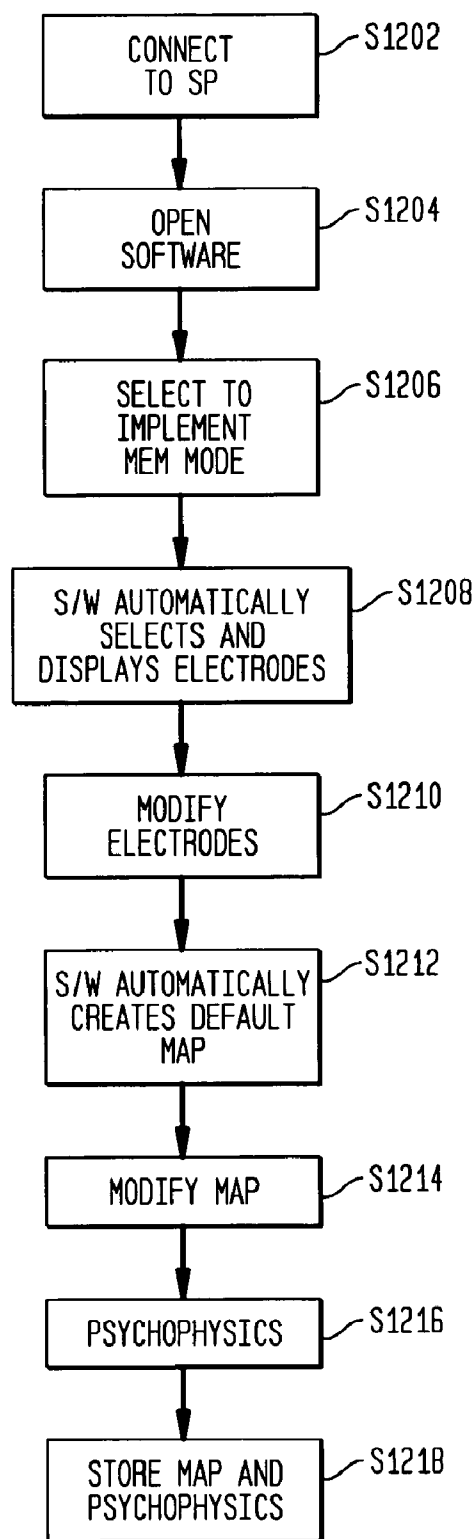 CONNECT
TO SP
S1202
OPEN
SOFTWARE
S1204
SELECT TO
IMPLEMENT
MEM MODE
S1206
S/W AUTOMATICALLY
SELECTS AND
DISPLAYS ELECTRODES
S1208
MODIFY
ELECTRODES
S1210
S/W AUTOMATICALLY
CREATES DEFAULT
MAP
S1212
MODIFY MAP
S1214
PSYCHOPHYSICS
S1216
STORE MAP AND
PSYCHOPHYSICS
S1218